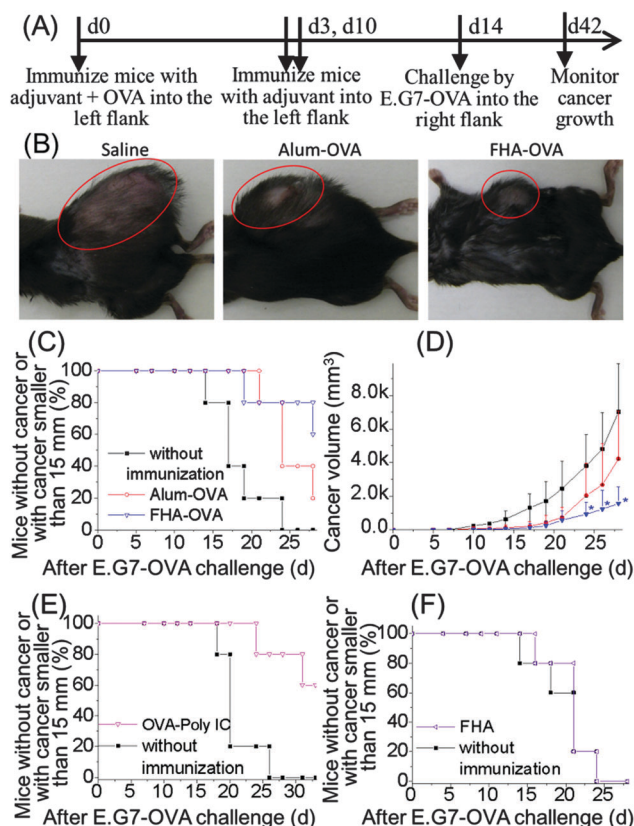 (A)
d0
d3, d10
d14
d42
Immunize mice with
adjuvant + OVA into the
left flank
Immunize mice
with adjuvant into
the left flank
Challenge by
E.G7-OVA into the
right flank
Monitor
cancer
growth
(B)
Saline
Alum-OVA
FHA-OVA
(C)
Mice without cancer or
with cancer smaller
than 15 mm (%)
100
80
60
40
20
0
without
immunization
Alum-OVA
FHA-OVA
0 5 10 15 20 25
After E.G7-OVA challenge (d)
(D)
Cancer volume
(mm³)
8.0k
6.0k
4.0k
2.0k
0.0
* * *
0 5 10 15 20 25
After E.G7-OVA challenge (d)
(E)
Mice without cancer or
with cancer smaller
than 15 mm (%)
100
80
60
40
20
0
OVA-Poly IC
without
immunization
0 5 10 15 20 25 30
After E.G7-OVA challenge (d)
(F)
Mice without cancer or
with cancer smaller
than 15 mm (%)
100
80
60
40
20
0
FHA
without
immunization
0 5 10 15 20 25
After E.G7-OVA challenge (d)